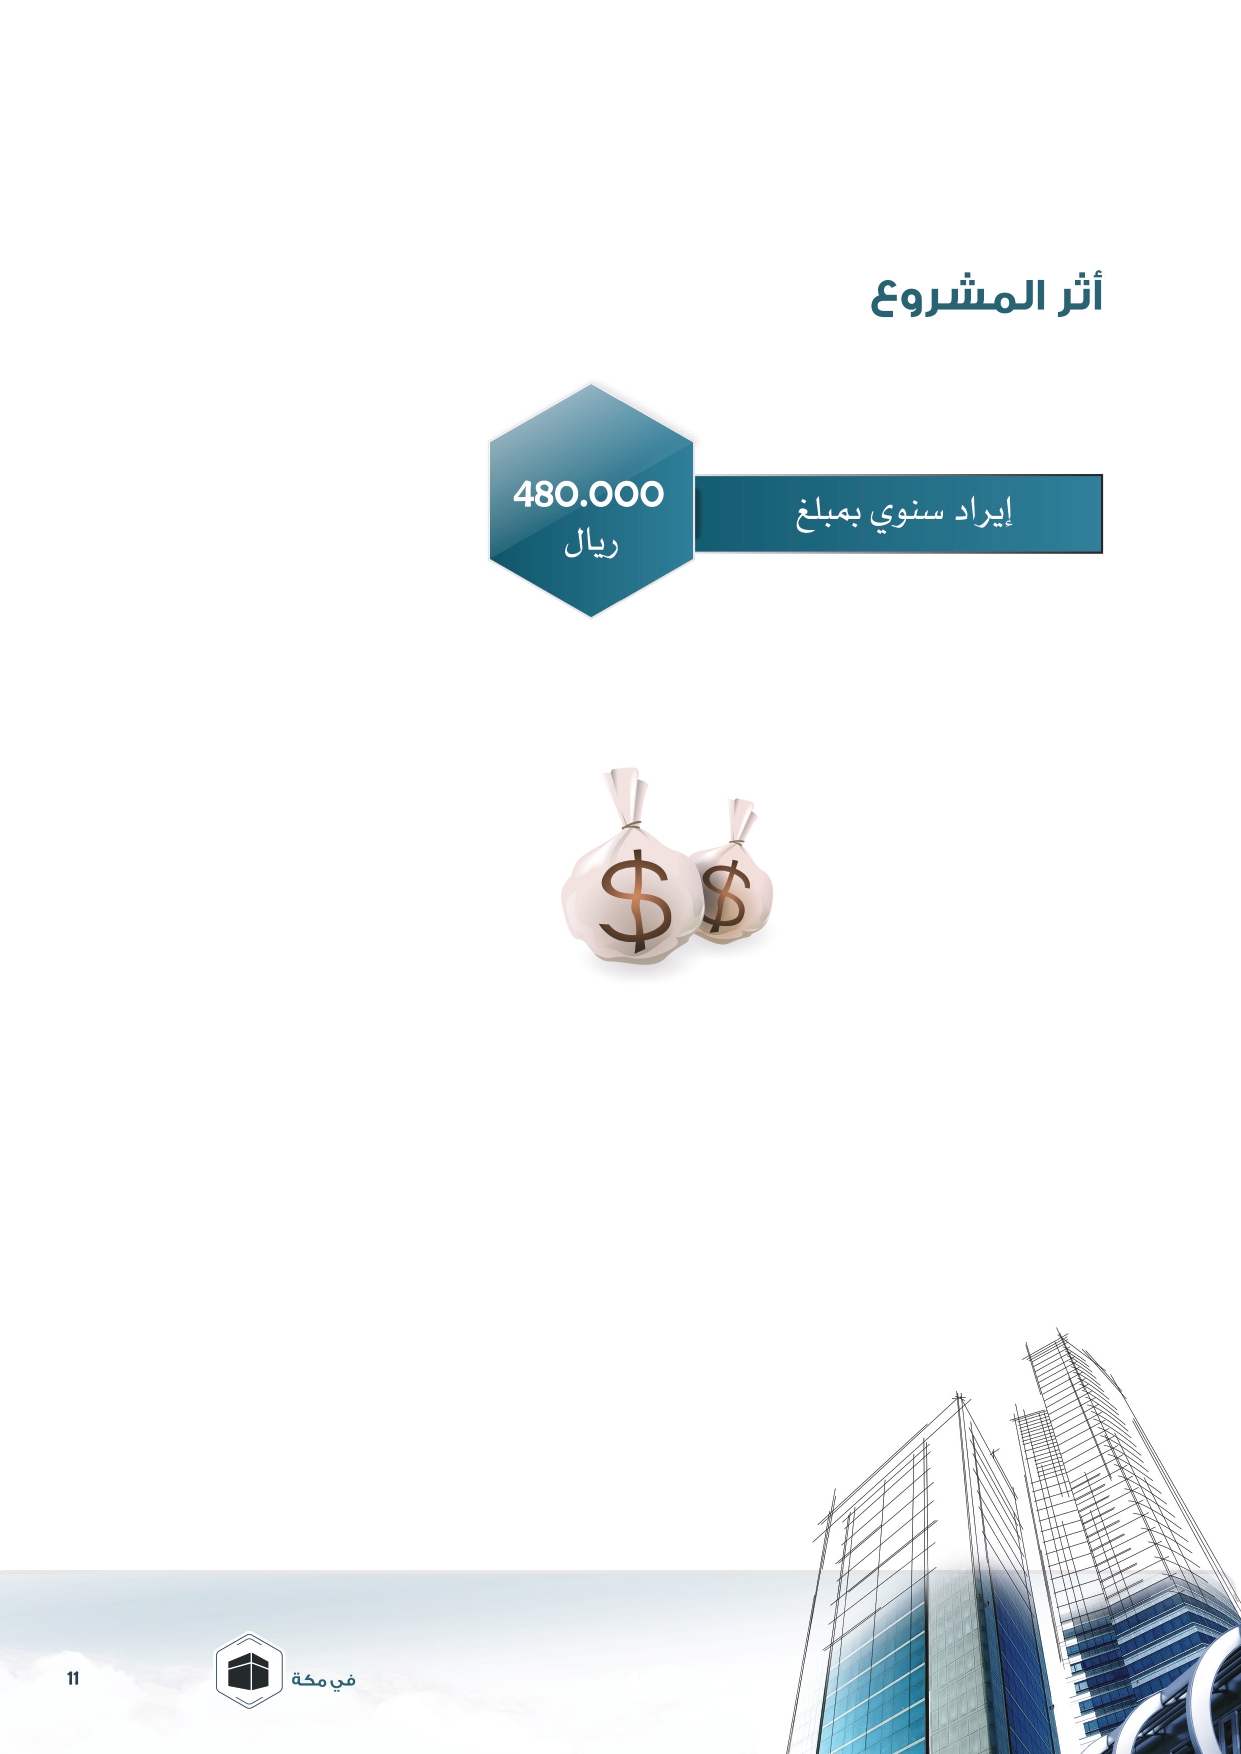 أثر المشروع
إيراد سنوي بمبلغ
480.000
ريال
$ $
في مكة
11